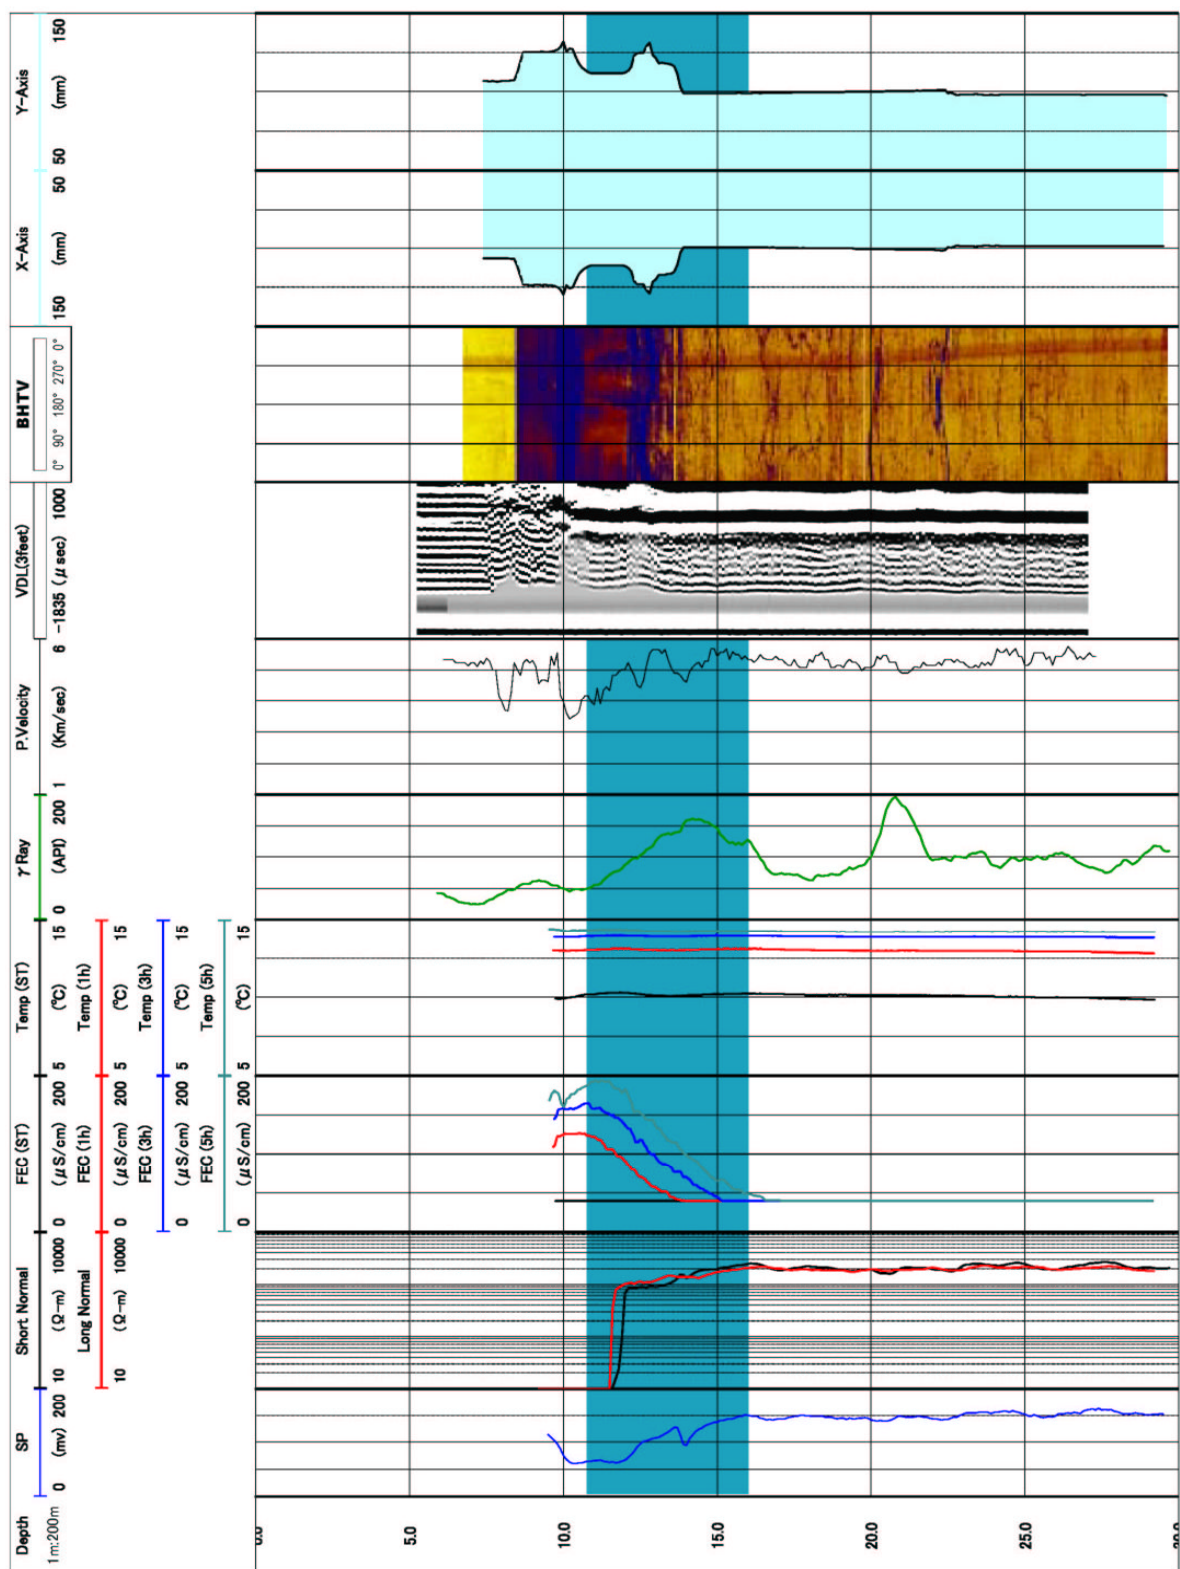 Depth
1m:200m
SP
0 (mv) 200
Short Normal
10 (Ω-m) 10000
Long Normal
10 (Ω-m) 10000
FEC (ST)
0 (μS/cm) 200
FEC (1h)
0 (μS/cm) 200
FEC (3h)
0 (μS/cm) 200
FEC (5h)
0 (μS/cm) 200
Temp (ST)
5 (℃) 15
Temp (1h)
5 (℃) 15
Temp (3h)
5 (℃) 15
Temp (5h)
5 (℃) 15
γ Ray
0 (API) 200
P.Velocity
1 (Km/sec) 6
VDL(3feet)
-1835 (μsec) 1000
BHTV
0° 90° 180° 270° 0°
X-Axis
150 (mm) 50
Y-Axis
50 (mm) 150
0.0
5.0
10.0
15.0
20.0
25.0
30.0